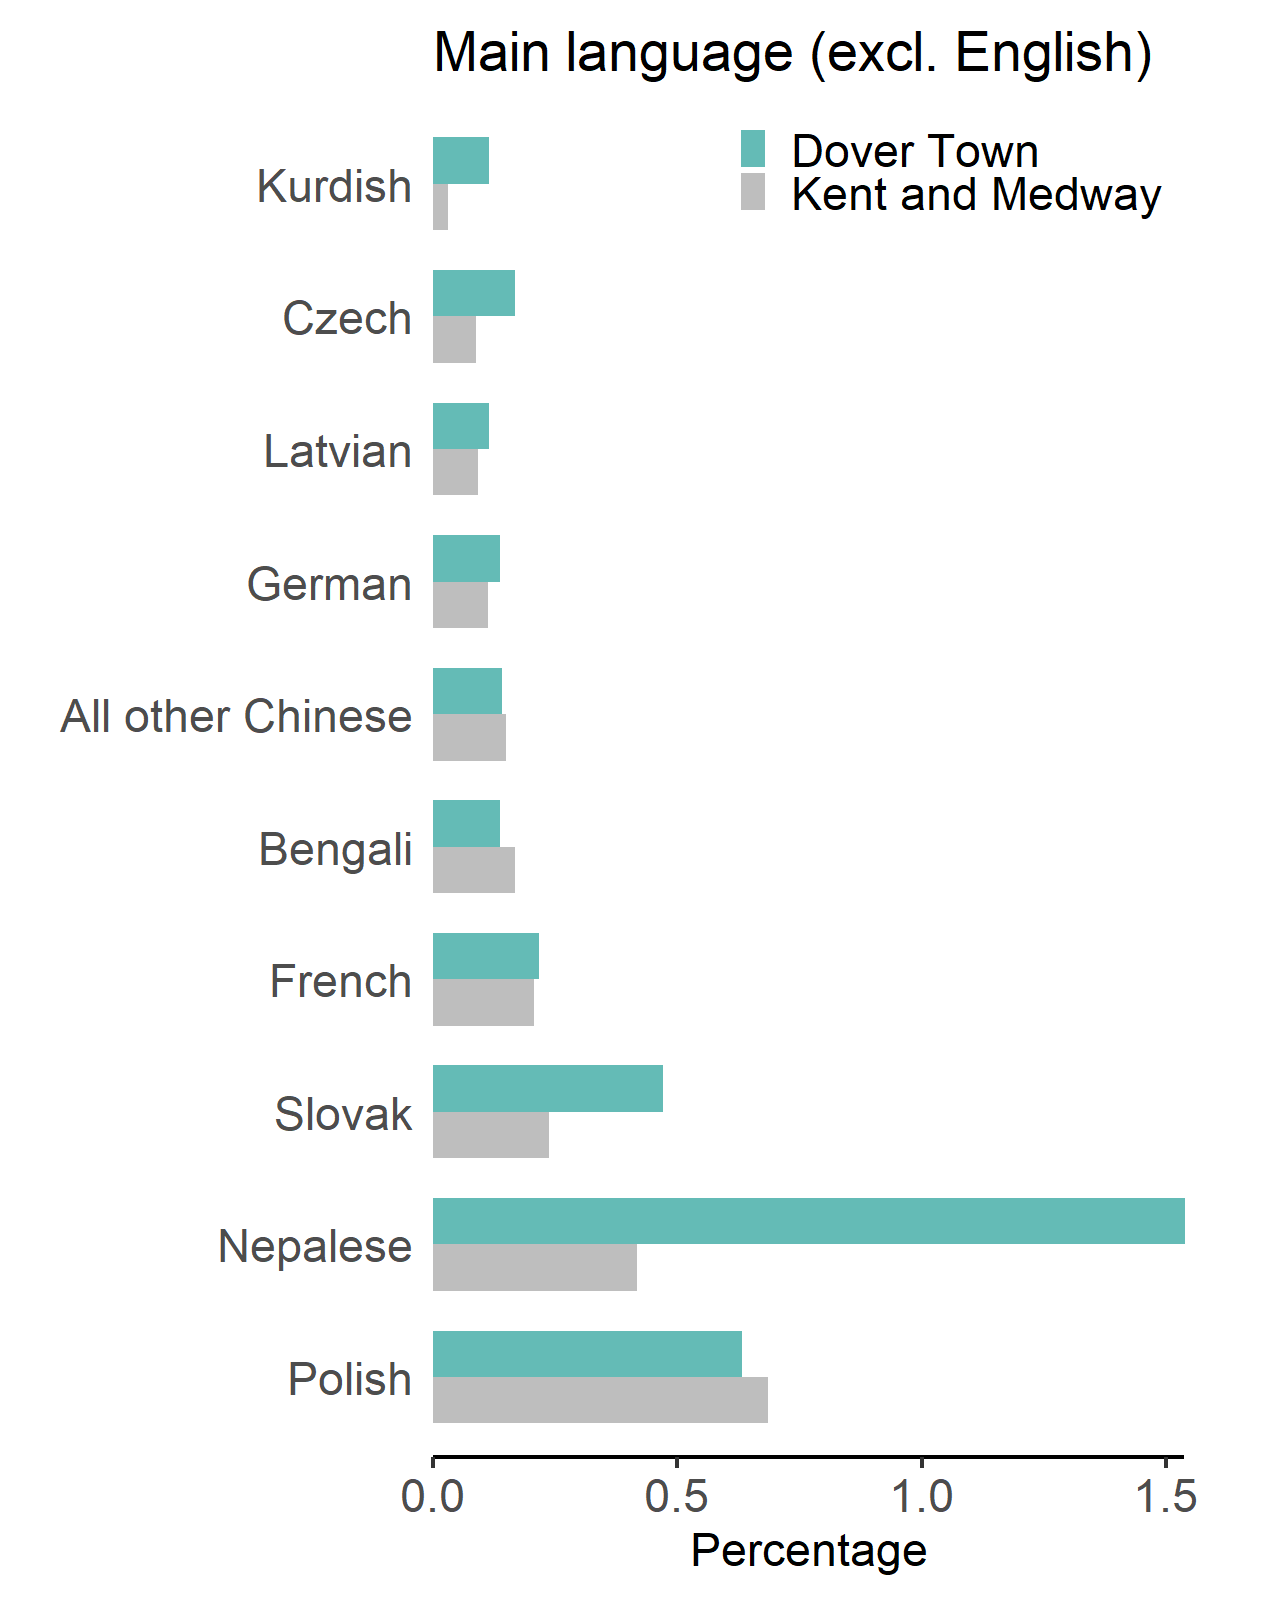 Main language (excl. English)
Dover Town
Kent and Medway
Kurdish
Czech
Latvian
German
All other Chinese
Bengali
French
Slovak
Nepalese
Polish
0.0 0.5 1.0 1.5
Percentage